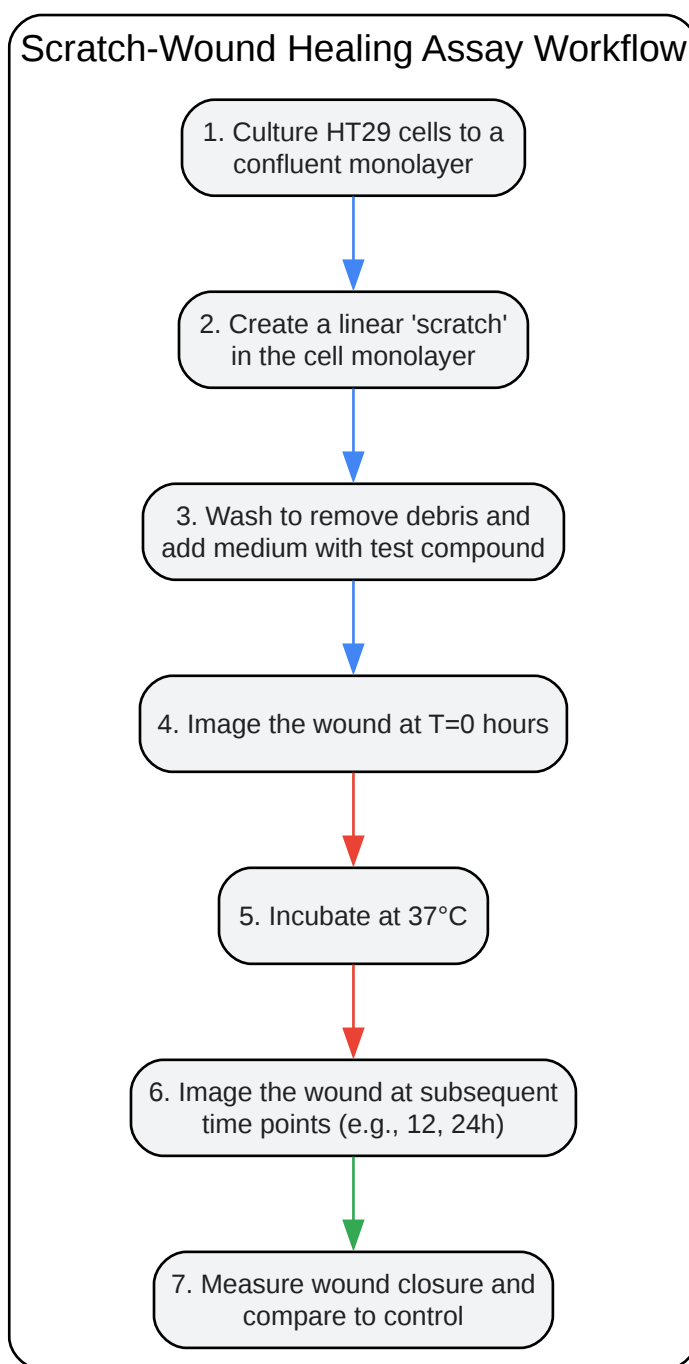 Scratch-Wound Healing Assay Workflow
1. Culture HT29 cells to a
confluent monolayer
2. Create a linear 'scratch'
in the cell monolayer
3. Wash to remove debris and
add medium with test compound
4. Image the wound at T=0 hours
5. Incubate at 37°C
6. Image the wound at subsequent
time points (e.g., 12, 24h)
7. Measure wound closure and
compare to control